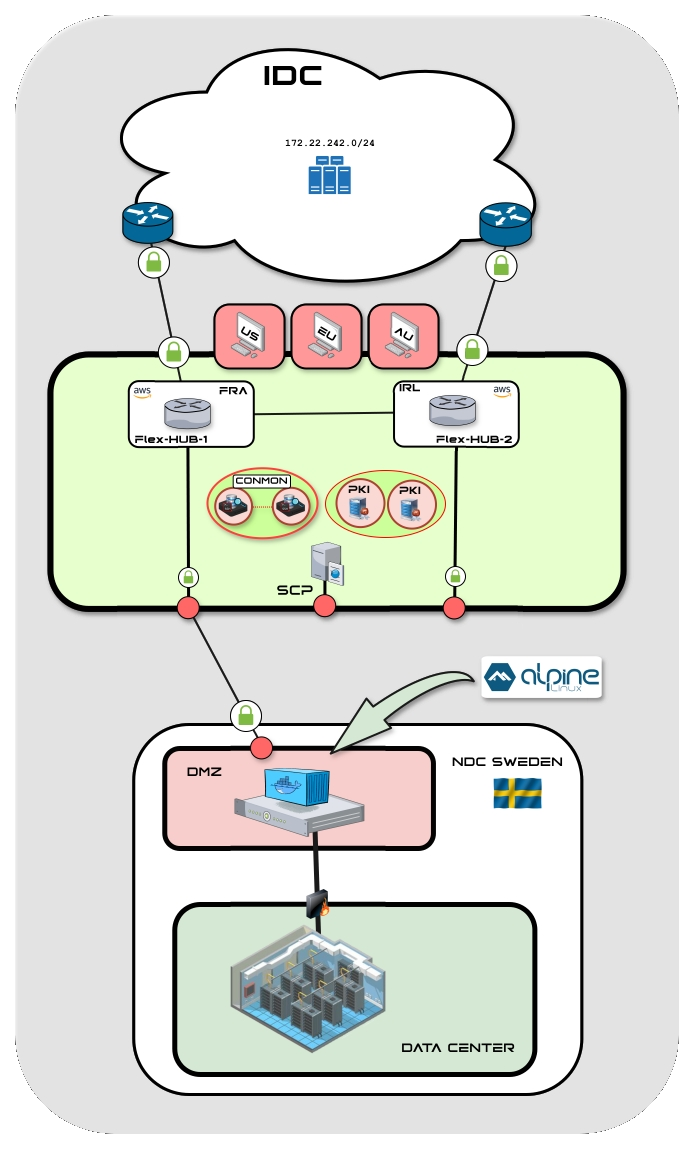 IDC
172.22.242.0/24
US
EU
AU
aws
FRA
Flex-HUB-1
IRL
aws
Flex-HUB-2
CONMON
PKI
PKI
SCP
alpine
Linux
DMZ
NDC SWEDEN
DATA CENTER